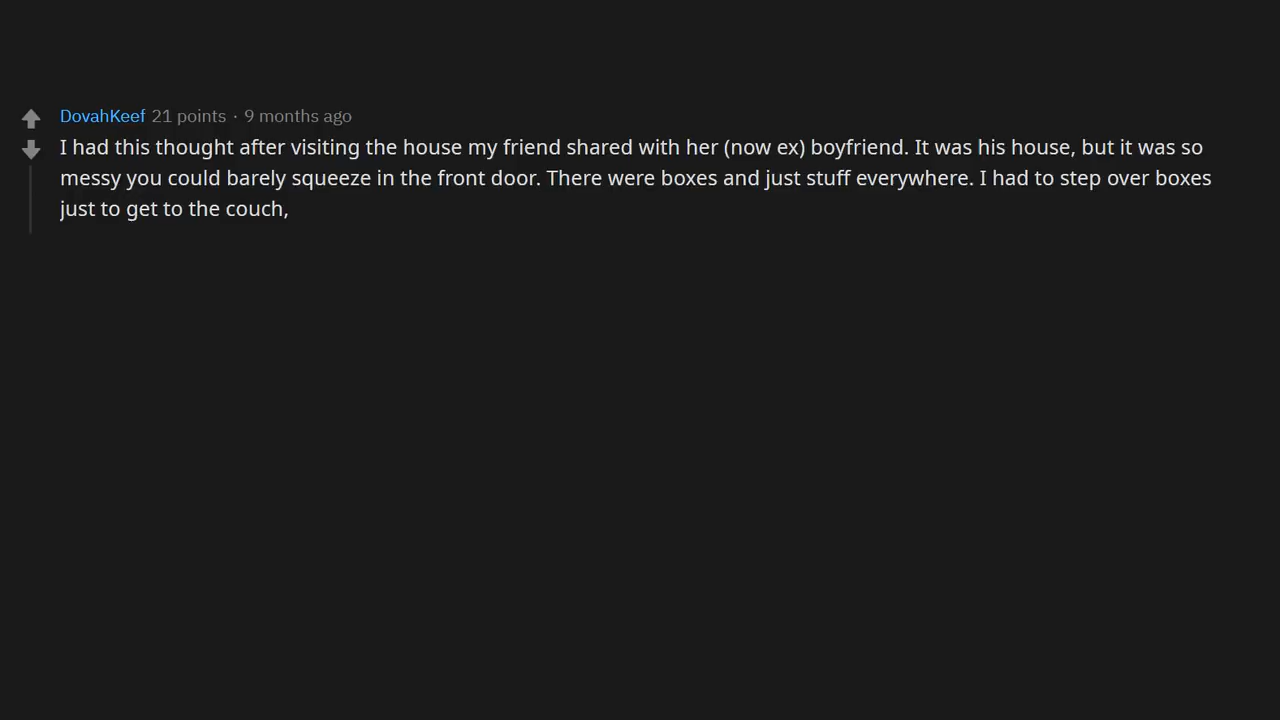 DovahKeef 21 points · 9 months ago
I had this thought after visiting the house my friend shared with her (now ex) boyfriend. It was his house, but it was so
messy you could barely squeeze in the front door. There were boxes and just stuff everywhere. I had to step over boxes
just to get to the couch,